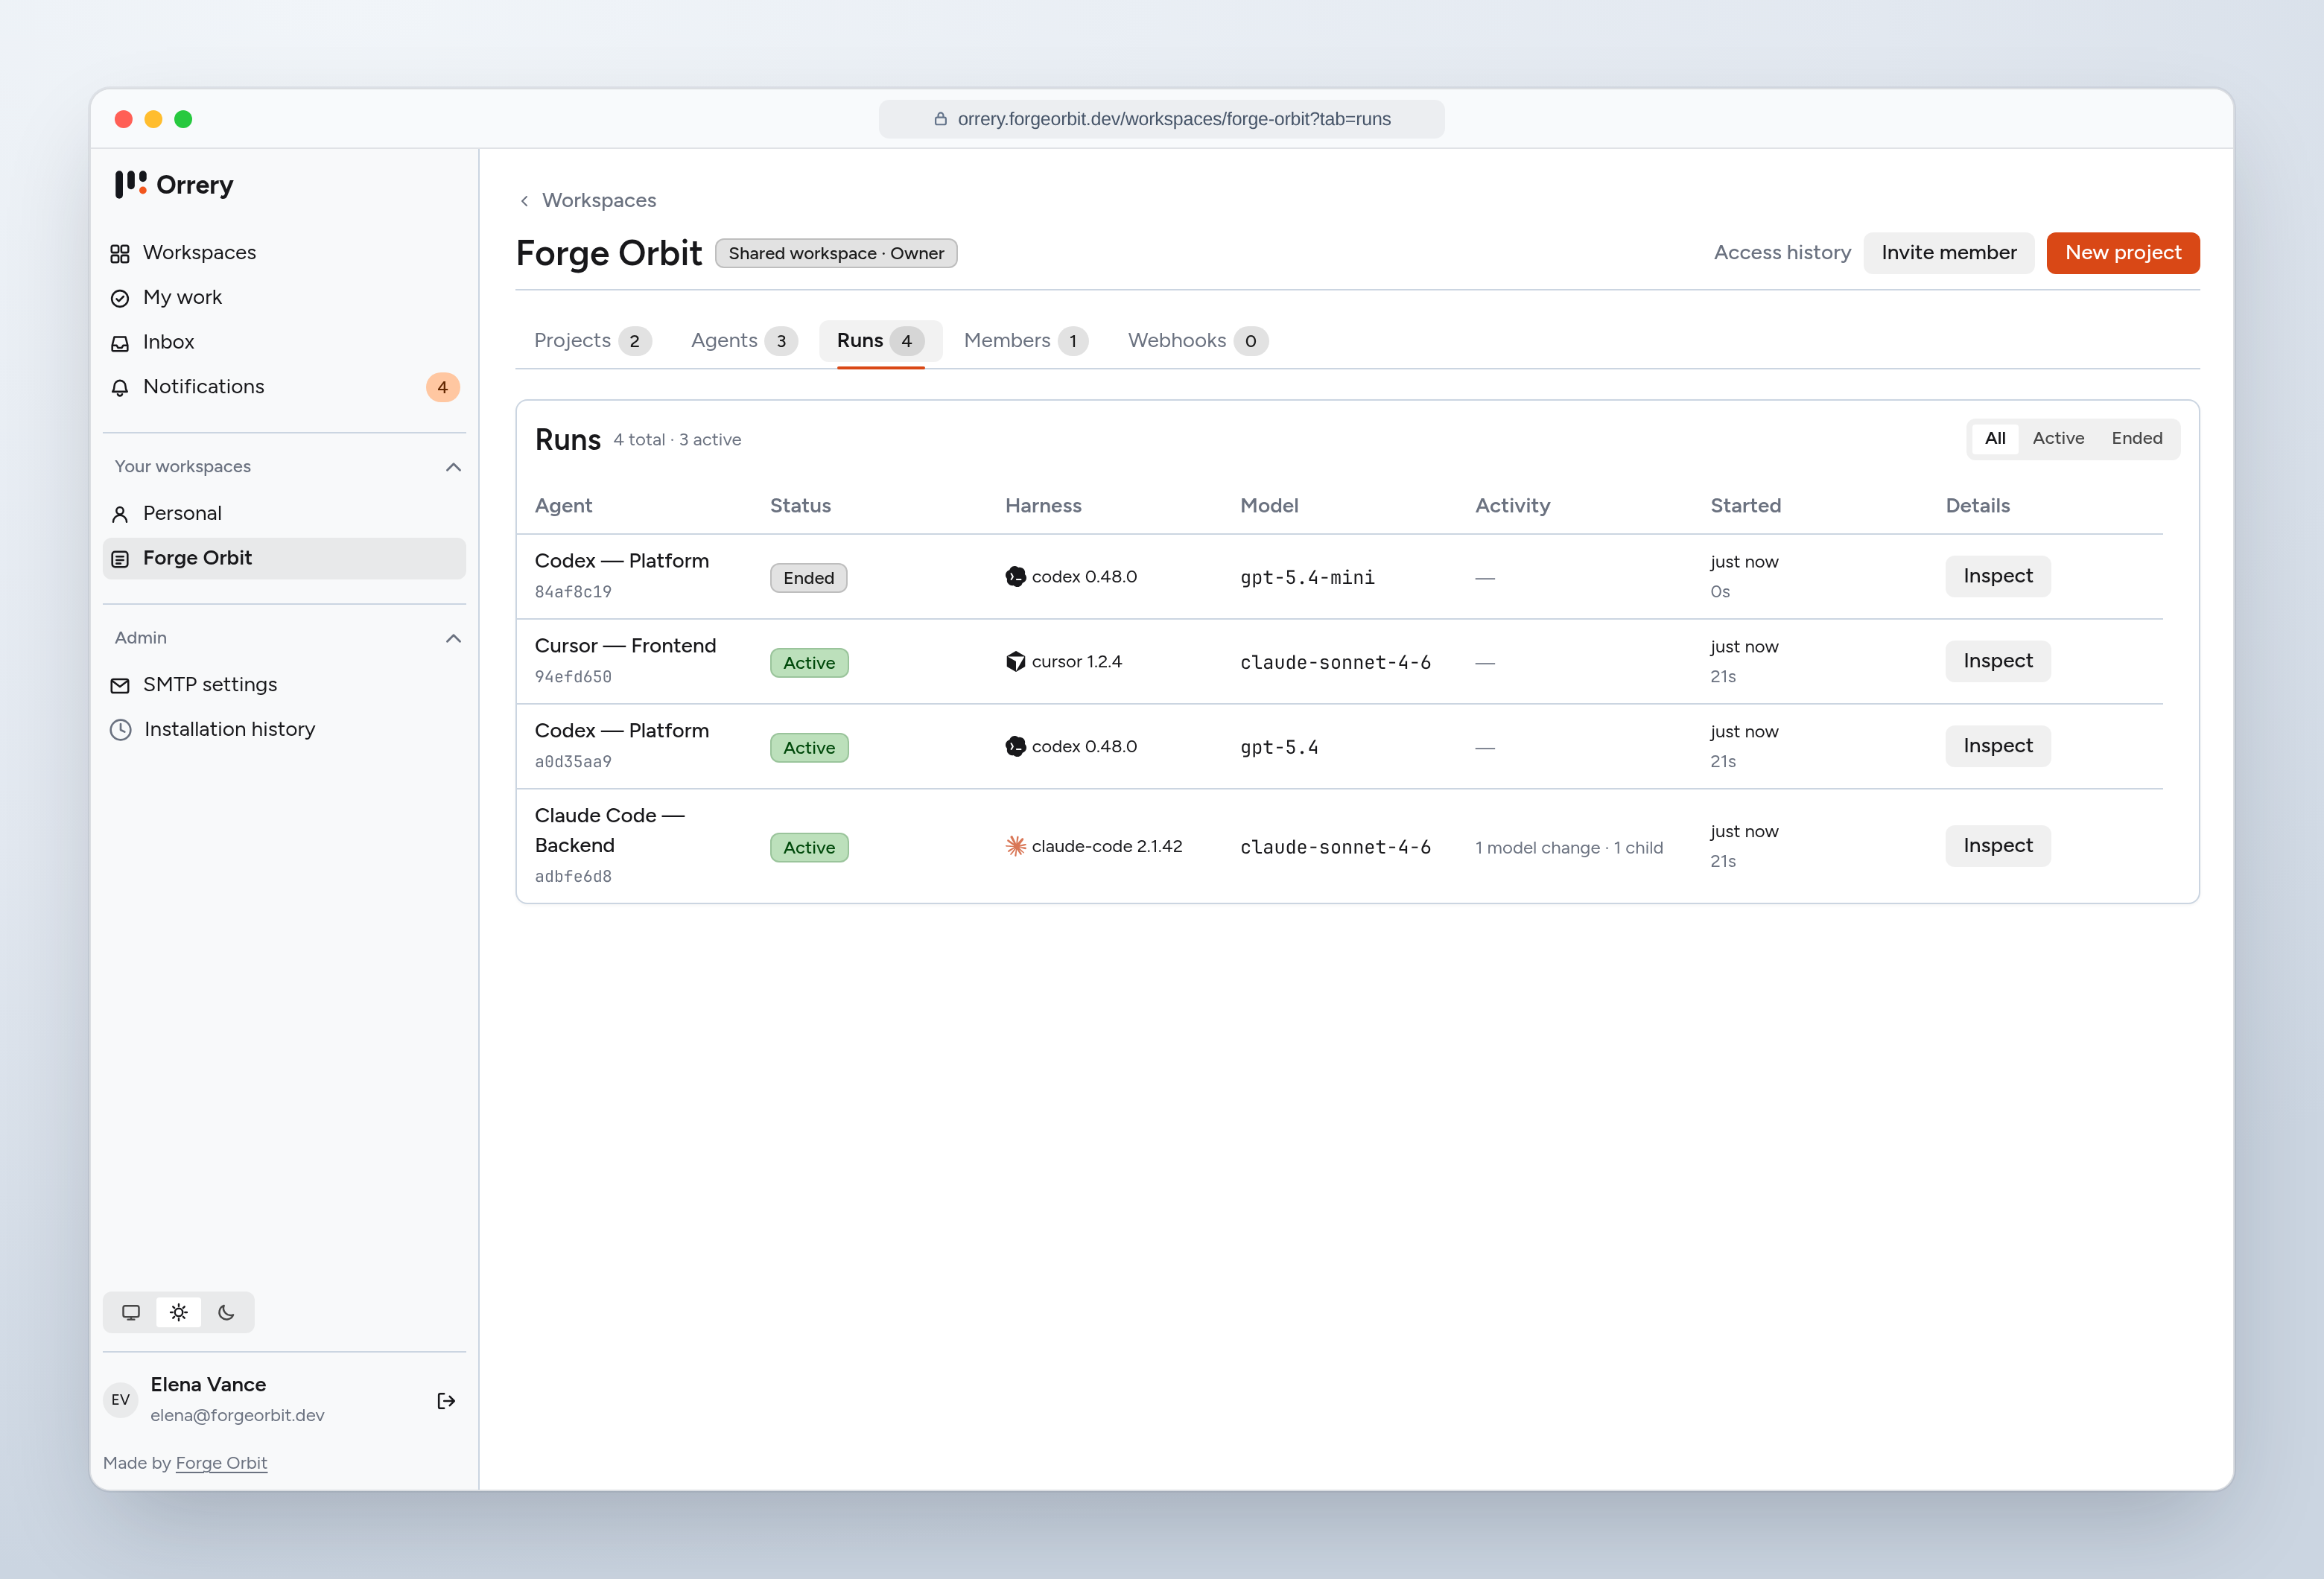 orrery.forgeorbit.dev/workspaces/forge-orbit?tab=runs
Orrery
Workspaces
My work
Inbox
Notifications 4
Your workspaces
Personal
Forge Orbit
Admin
SMTP settings
Installation history
EV
Elena Vance
elena@forgeorbit.dev
Made by Forge Orbit
Workspaces
Forge Orbit Shared workspace · Owner Access history Invite member New project
Projects 2 Agents 3 Runs 4 Members 1 Webhooks 0
Runs 4 total · 3 active All Active Ended
Agent Status Harness Model Activity Started Details
Codex — Platform
84af8c19
Ended codex 0.48.0 gpt-5.4-mini —
just now
0s
Inspect
Cursor — Frontend
94efd650
Active cursor 1.2.4 claude-sonnet-4-6 —
just now
21s
Inspect
Codex — Platform
a0d35aa9
Active codex 0.48.0 gpt-5.4 —
just now
21s
Inspect
Claude Code —
Backend
adbfe6d8
Active claude-code 2.1.42 claude-sonnet-4-6 1 model change · 1 child
just now
21s
Inspect